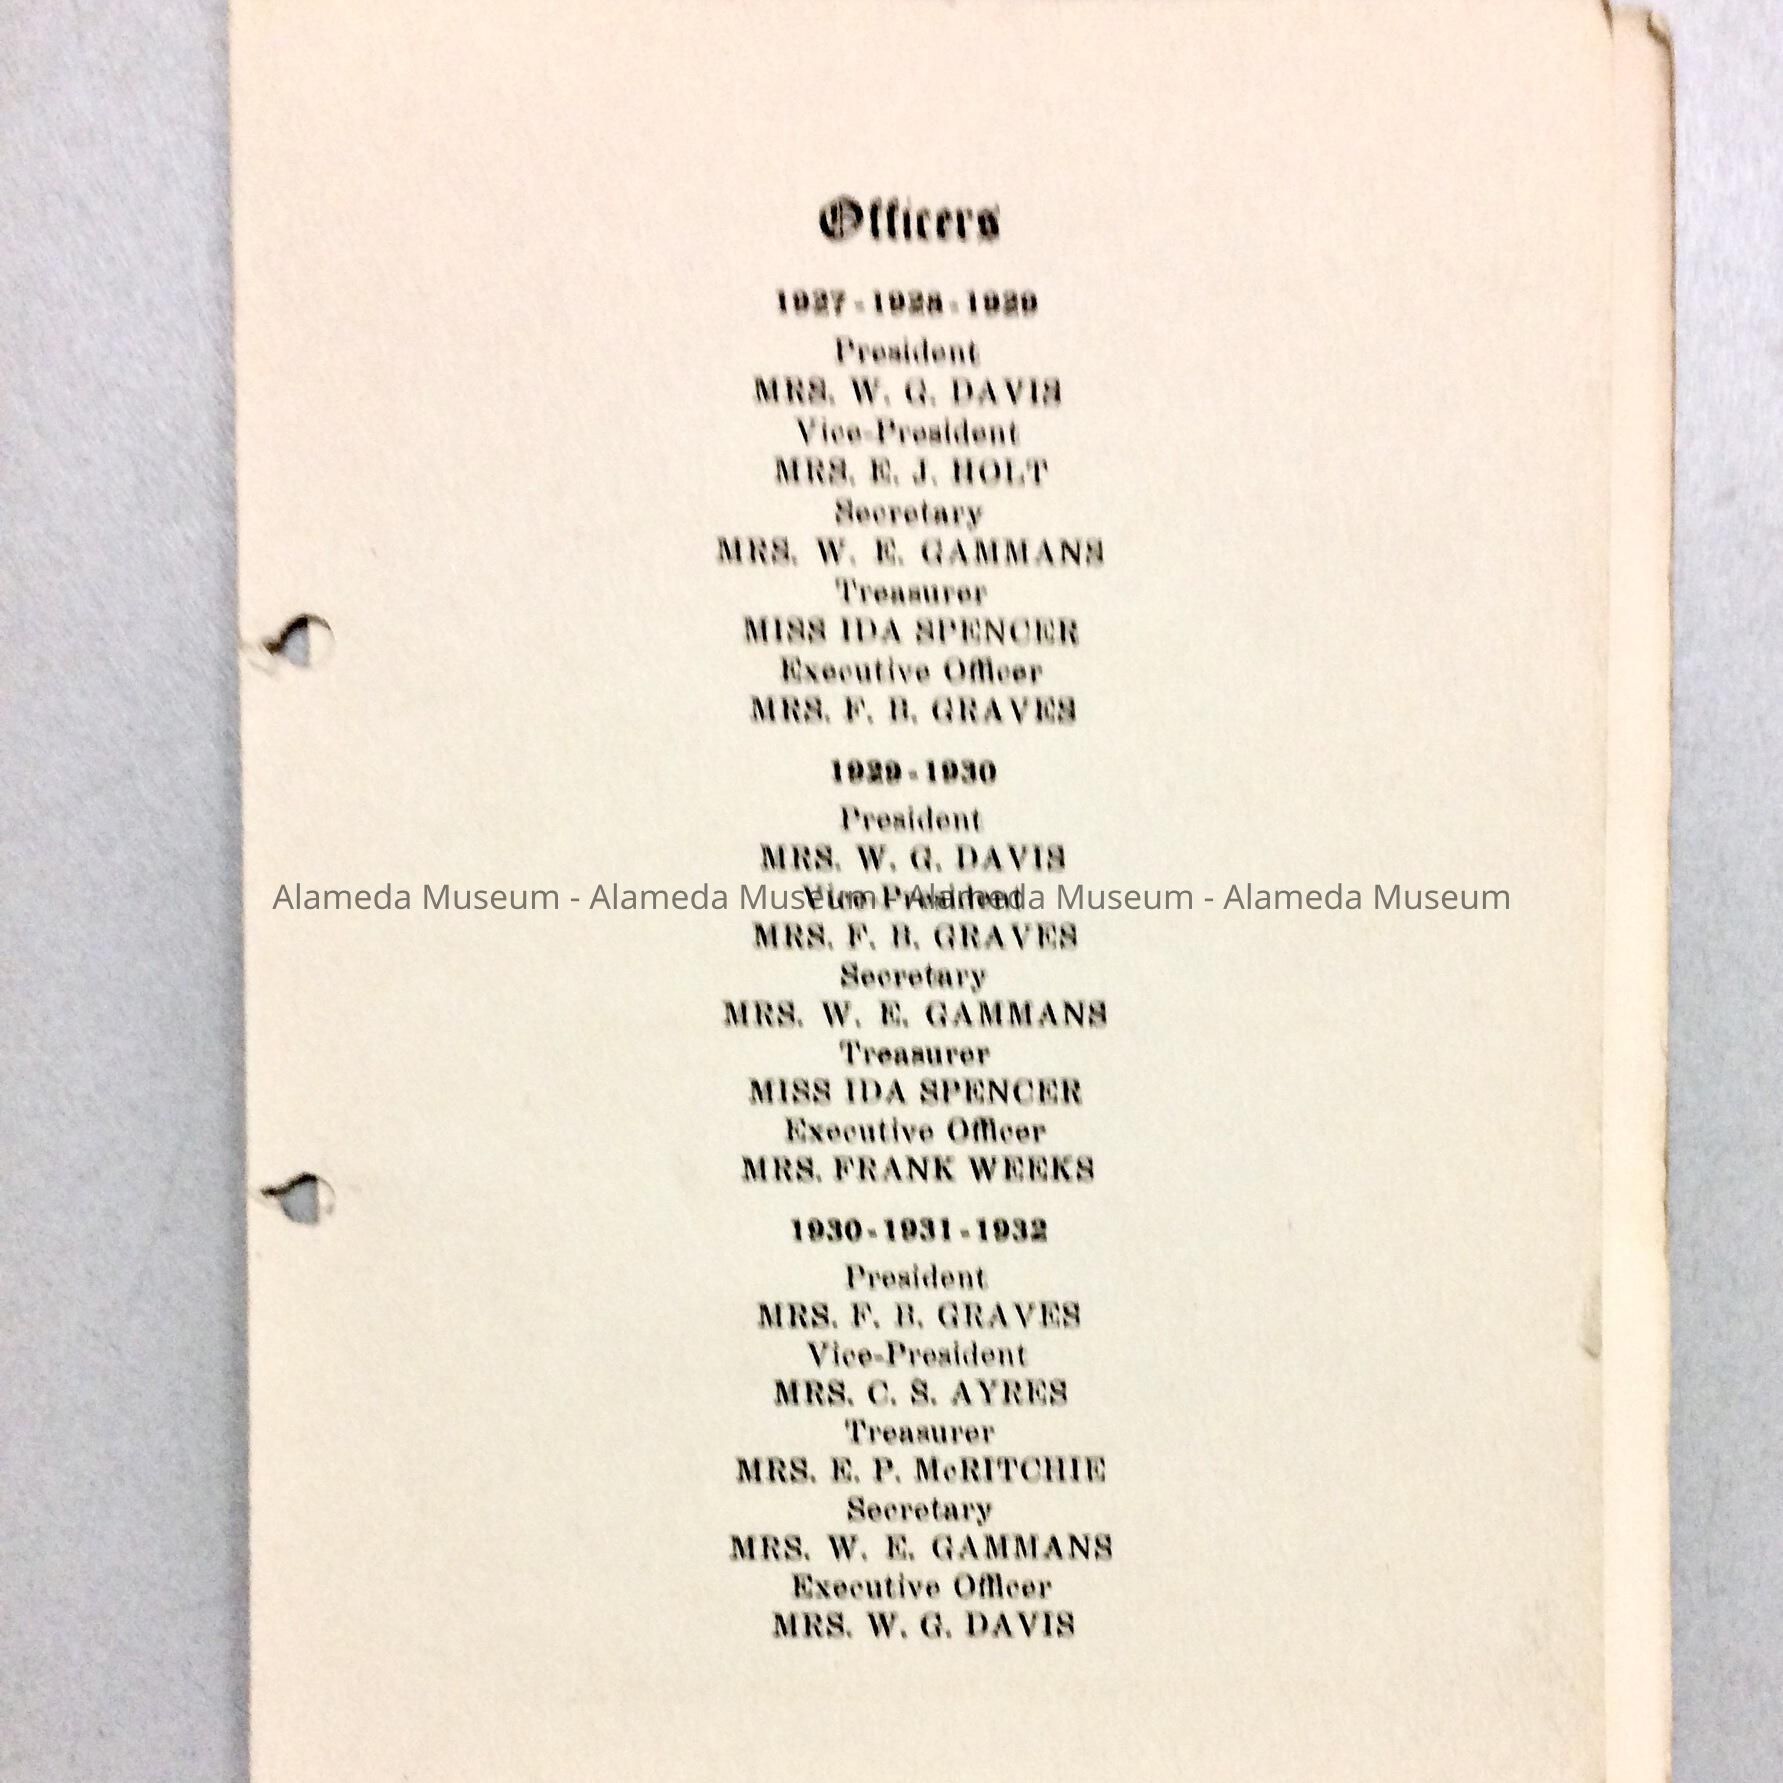 Officers
1927-1928-1929
President
MRS. W. G. DAVIS
Vice-President
MRS. E. J. HOLT
Secretary
MRS. W. E. GAMMANS
Treasurer
MISS IDA SPENCER
Executive Officer
MRS. F. B. GRAVES
1929-1930
President
MRS. W. G. DAVIS
Vice-President
Alameda Museum - Alameda Museum - Alameda Museum - Alameda Museum
MRS. F. B. GRAVES
Secretary
MRS. W. E. GAMMANS
Treasurer
MISS IDA SPENCER
Executive Officer
MRS. FRANK WEEKS
1930-1931-1932
President
MRS. F. B. GRAVES
Vice-President
MRS. C. S. AYRES
Treasurer
MRS. E. P. McRITCHIE
Secretary
MRS. W. E. GAMMANS
Executive Officer
MRS. W. G. DAVIS